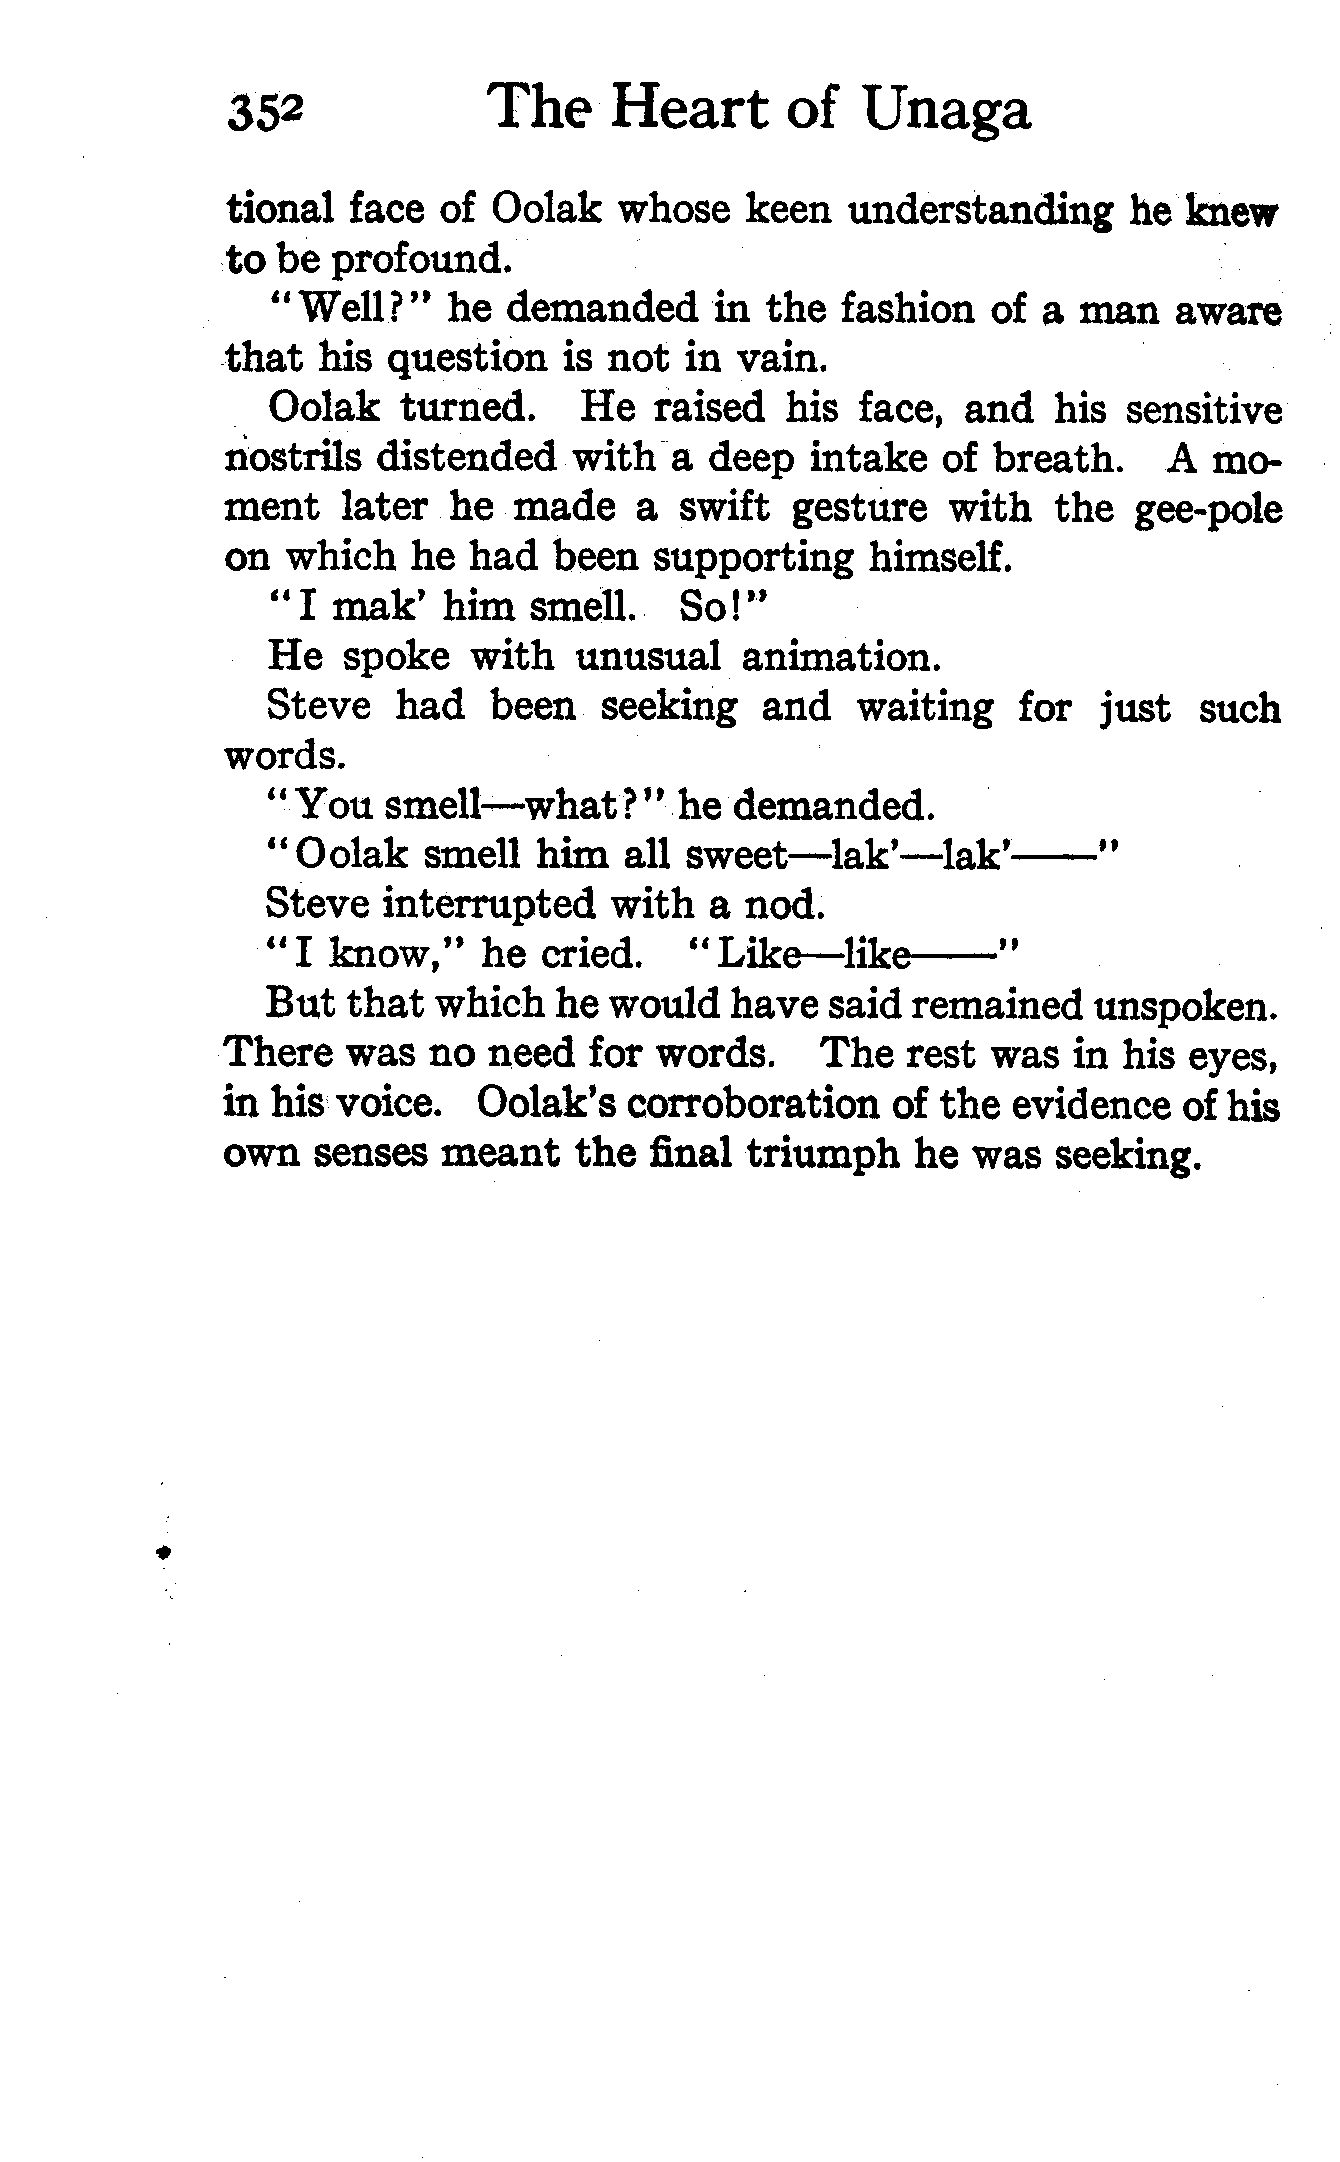 352 The Heart of Unaga
tional face of Oolak whose keen understanding he knew
to be profound.
"Well?" he demanded in the fashion of a man aware
that his question is not in vain.
Oolak turned. He raised his face, and his sensitive
nostrils distended with a deep intake of breath. A mo-
ment later he made a swift gesture with the gee-pole
on which he had been supporting himself.
"I mak' him smell. So!"
He spoke with unusual animation.
Steve had been seeking and waiting for just such
words.
"You smell—what?" he demanded.
"Oolak smell him all sweet—lak'—lak'——"
Steve interrupted with a nod.
"I know," he cried. "Like—like——"
But that which he would have said remained unspoken.
There was no need for words. The rest was in his eyes,
in his voice. Oolak's corroboration of the evidence of his
own senses meant the final triumph he was seeking.